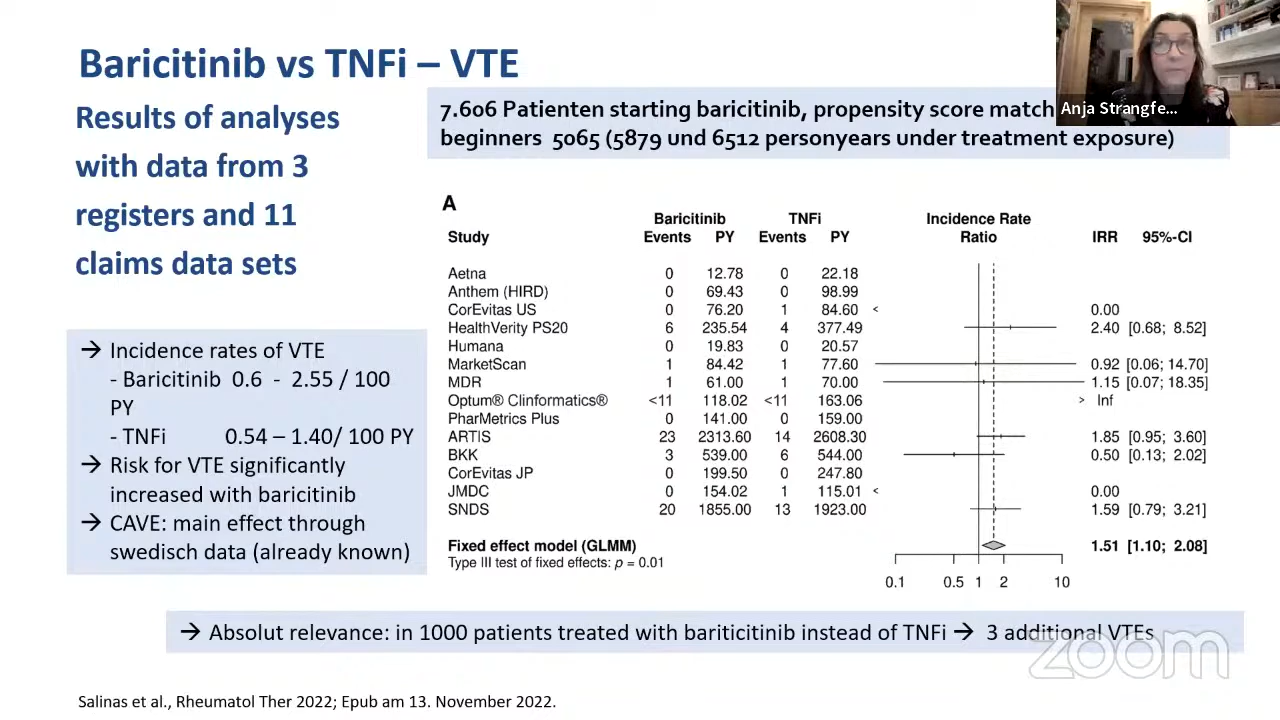 Baricitinib vs TNFi – VTE
Results of analyses
with data from 3
registers and 11
claims data sets
7.606 Patienten starting baricitinib, propensity score match
beginners 5065 (5879 und 6512 personyears under treatment exposure)
Anja Strangfe...
→ Incidence rates of VTE
- Baricitinib 0.6 - 2.55 / 100
PY
- TNFi 0.54 – 1.40/ 100 PY
→ Risk for VTE significantly
increased with baricitinib
→ CAVE: main effect through
swedisch data (already known)
A
Baricitinib TNFi Incidence Rate
Study Events PY Events PY Ratio IRR 95%-CI
Aetna 0 12.78 0 22.18
Anthem (HIRD) 0 69.43 0 98.99
CorEvitas US 0 76.20 1 84.60 < 0.00
HealthVerity PS20 6 235.54 4 377.49 2.40 [0.68; 8.52]
Humana 0 19.83 0 20.57
MarketScan 1 84.42 1 77.60 0.92 [0.06; 14.70]
MDR 1 61.00 1 70.00 1.15 [0.07; 18.35]
Optum® Clinformatics® <11 118.02 <11 163.06 > Inf
PharMetrics Plus 0 141.00 0 159.00
ARTIS 23 2313.60 14 2608.30 1.85 [0.95; 3.60]
BKK 3 539.00 6 544.00 0.50 [0.13; 2.02]
CorEvitas JP 0 199.50 0 247.80
JMDC 0 154.02 1 115.01 < 0.00
SNDS 20 1855.00 13 1923.00 1.59 [0.79; 3.21]
Fixed effect model (GLMM) 1.51 [1.10; 2.08]
Type III test of fixed effects: p = 0.01
0.1 0.5 1 2 10
→ Absolut relevance: in 1000 patients treated with bariticitinib instead of TNFi → 3 additional VTEs
zoom
Salinas et al., Rheumatol Ther 2022; Epub am 13. November 2022.